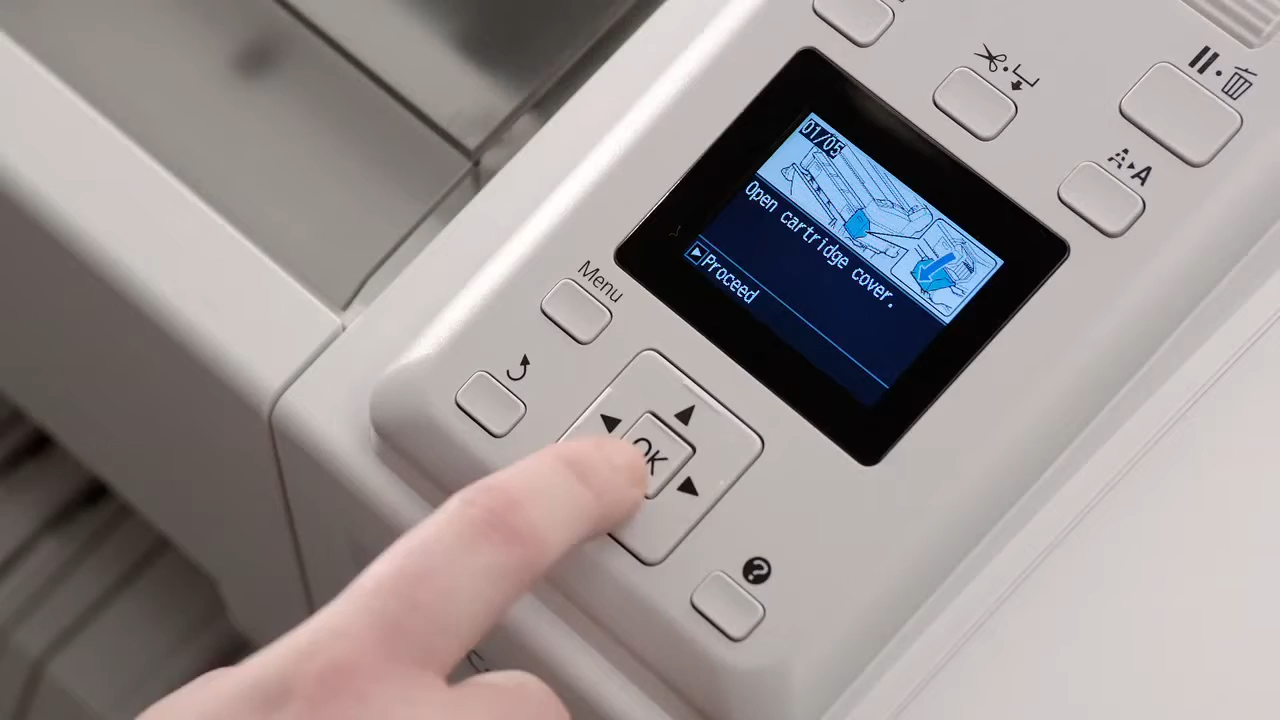 01/05
Open cartridge cover.
Proceed
Menu
OK
A▸A
?